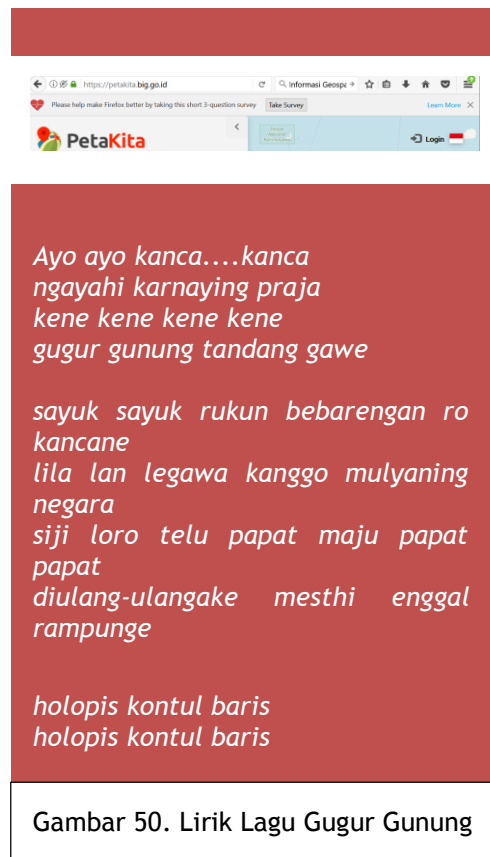 https://petakita.big.go.id
Informasi Geospa
Please help make Firefox better by taking this short 3-question survey Take Survey Learn More
PetaKita
Login
Ayo ayo kanca....kanca
ngayahi karnaying praja
kene kene kene kene
gugur gunung tandang gawe
sayuk sayuk rukun bebarengan ro
kancane
lila lan legawa kanggo mulyaning
negara
siji loro telu papat maju papat
papat
diulang-ulangake mesthi enggal
rampunge
holopis kontul baris
holopis kontul baris
Gambar 50. Lirik Lagu Gugur Gunung